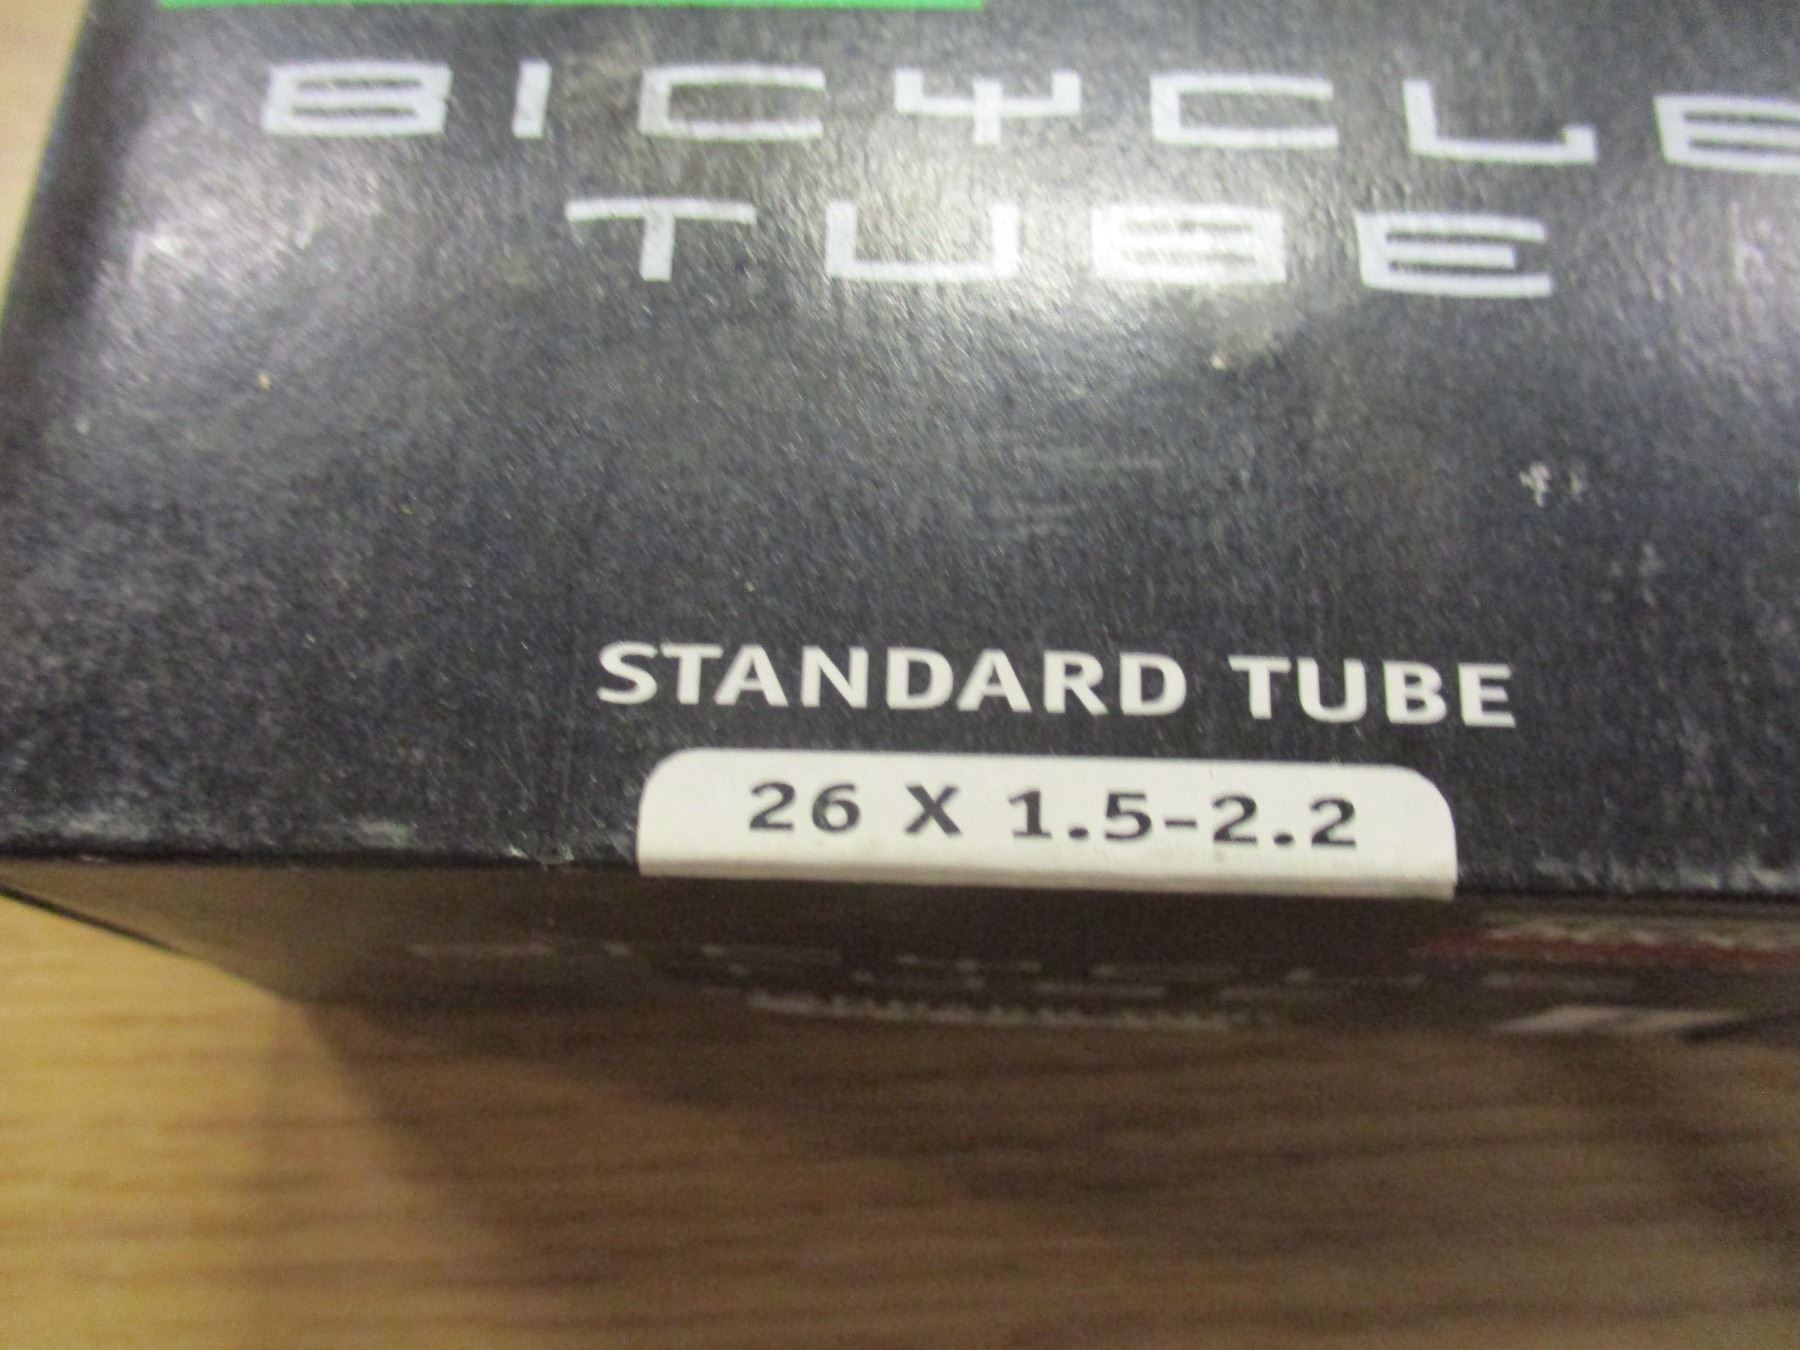 BICYCLE
TUBE
STANDARD TUBE
26 X 1.5-2.2